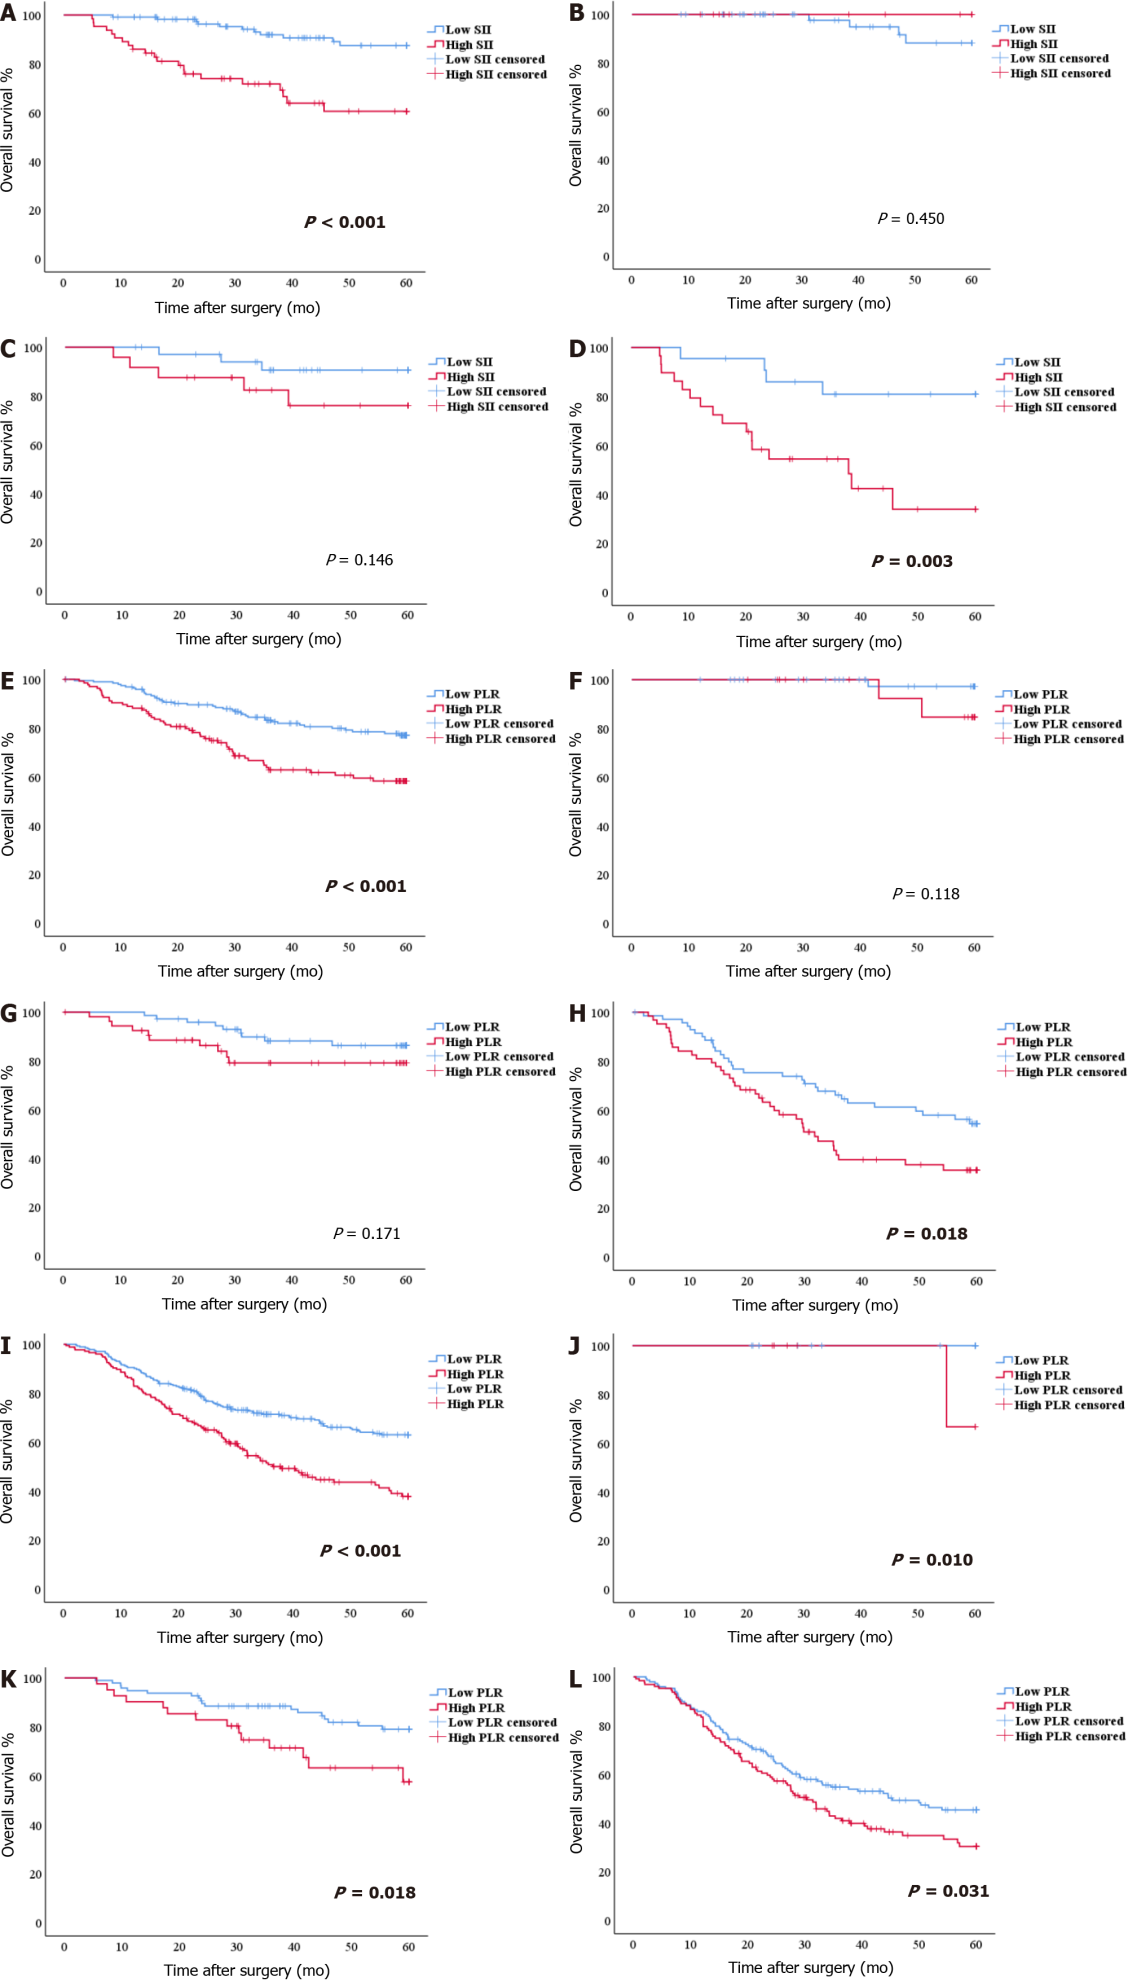 A
100
80
60
40
20
0
Overall survival %
Low SII
High SII
Low SII censored
High SII censored
P < 0.001
0 10 20 30 40 50 60
Time after surgery (mo)
B
100
80
60
40
20
0
Overall survival %
Low SII
High SII
Low SII censored
High SII censored
P = 0.450
0 10 20 30 40 50 60
Time after surgery (mo)
C
100
80
60
40
20
0
Overall survival %
Low SII
High SII
Low SII censored
High SII censored
P = 0.146
0 10 20 30 40 50 60
Time after surgery (mo)
D
100
80
60
40
20
0
Overall survival %
Low SII
High SII
Low SII censored
High SII censored
P = 0.003
0 10 20 30 40 50 60
Time after surgery (mo)
E
100
80
60
40
20
0
Overall survival %
Low PLR
High PLR
Low PLR censored
High PLR censored
P < 0.001
0 10 20 30 40 50 60
Time after surgery (mo)
F
100
80
60
40
20
0
Overall survival %
Low PLR
High PLR
Low PLR censored
High PLR censored
P = 0.118
0 10 20 30 40 50 60
Time after surgery (mo)
G
100
80
60
40
20
0
Overall survival %
Low PLR
High PLR
Low PLR censored
High PLR censored
P = 0.171
0 10 20 30 40 50 60
Time after surgery (mo)
H
100
80
60
40
20
0
Overall survival %
Low PLR
High PLR
Low PLR censored
High PLR censored
P = 0.018
0 10 20 30 40 50 60
Time after surgery (mo)
I
100
80
60
40
20
0
Overall survival %
Low PLR
High PLR
Low PLR
High PLR
P < 0.001
0 10 20 30 40 50 60
Time after surgery (mo)
J
100
80
60
40
20
0
Overall survival %
Low PLR
High PLR
Low PLR censored
High PLR censored
P = 0.010
0 10 20 30 40 50 60
Time after surgery (mo)
K
100
80
60
40
20
0
Overall survival %
Low PLR
High PLR
Low PLR censored
High PLR censored
P = 0.018
0 10 20 30 40 50 60
Time after surgery (mo)
L
100
80
60
40
20
0
Overall survival %
Low PLR
High PLR
Low PLR censored
High PLR censored
P = 0.031
0 10 20 30 40 50 60
Time after surgery (mo)